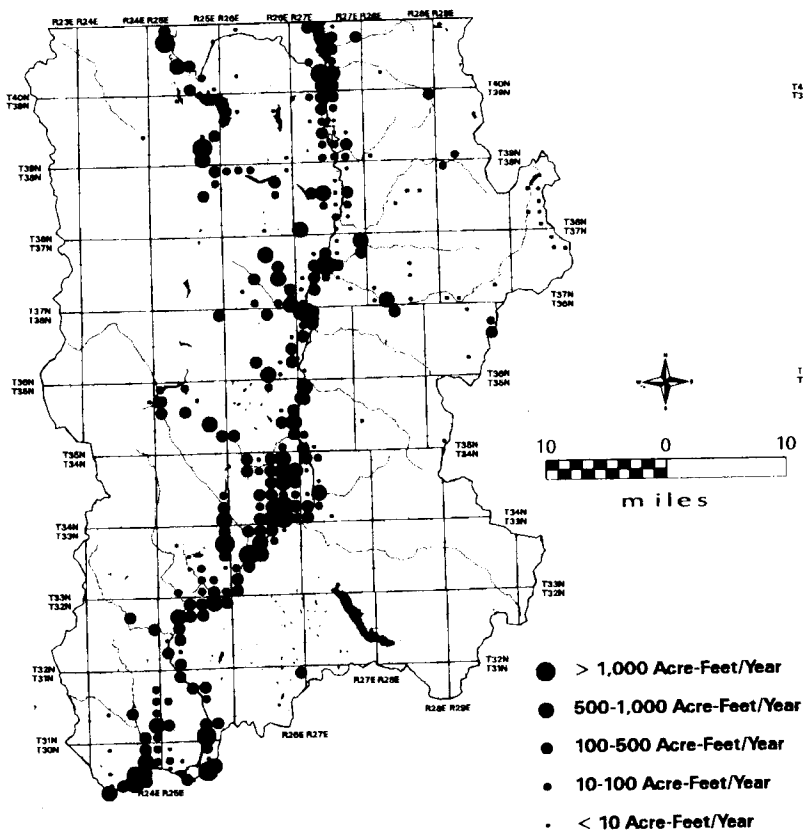 R23E R24E
R24E R25E
R25E R26E
R26E R27E
R27E R28E
R28E R29E
T40N
T39N
T40N
T39N
T39N
T38N
T39N
T38N
T38N
T37N
T38N
T37N
T37N
T36N
T37N
T36N
T36N
T35N
T36N
T35N
T35N
T34N
T35N
T34N
T34N
T33N
T34N
T33N
T33N
T32N
T33N
T32N
T32N
T31N
T32N
T31N
T31N
T30N
R27E R28E
R28E R29E
R26E R27E
R24E R25E
10 0 10
miles
> 1,000 Acre-Feet/Year
500-1,000 Acre-Feet/Year
100-500 Acre-Feet/Year
10-100 Acre-Feet/Year
< 10 Acre-Feet/Year